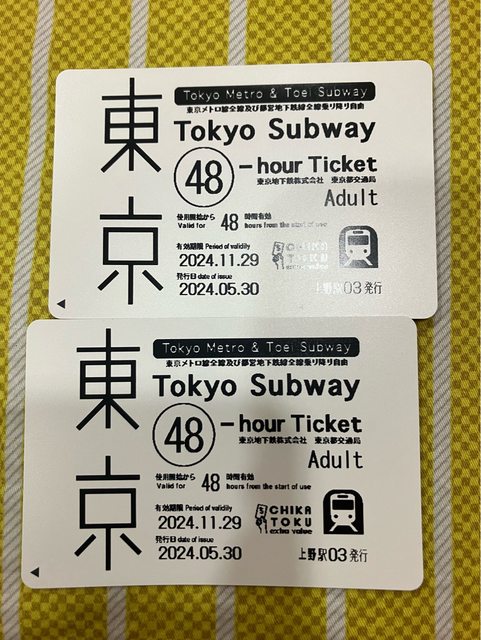 東京
Tokyo Metro & Toei Subway
東京メトロ線全線及び都営地下鉄線全線乗り降り自由
Tokyo Subway
48 -hour Ticket
東京地下鉄株式会社 東京都交通局
Adult
使用開始から 48 時間有効
Valid for hours from the start of use
有効期限 Period of validity
2024.11.29
CHIKA
TOKU
extra value
発行日 date of issue
2024.05.30
上野駅03発行
東京
Tokyo Metro & Toei Subway
東京メトロ線全線及び都営地下鉄線全線乗り降り自由
Tokyo Subway
48 -hour Ticket
東京地下鉄株式会社 東京都交通局
Adult
使用開始から 48 時間有効
Valid for hours from the start of use
有効期限 Period of validity
2024.11.29
CHIKA
TOKU
extra value
発行日 date of issue
2024.05.30
上野駅03発行